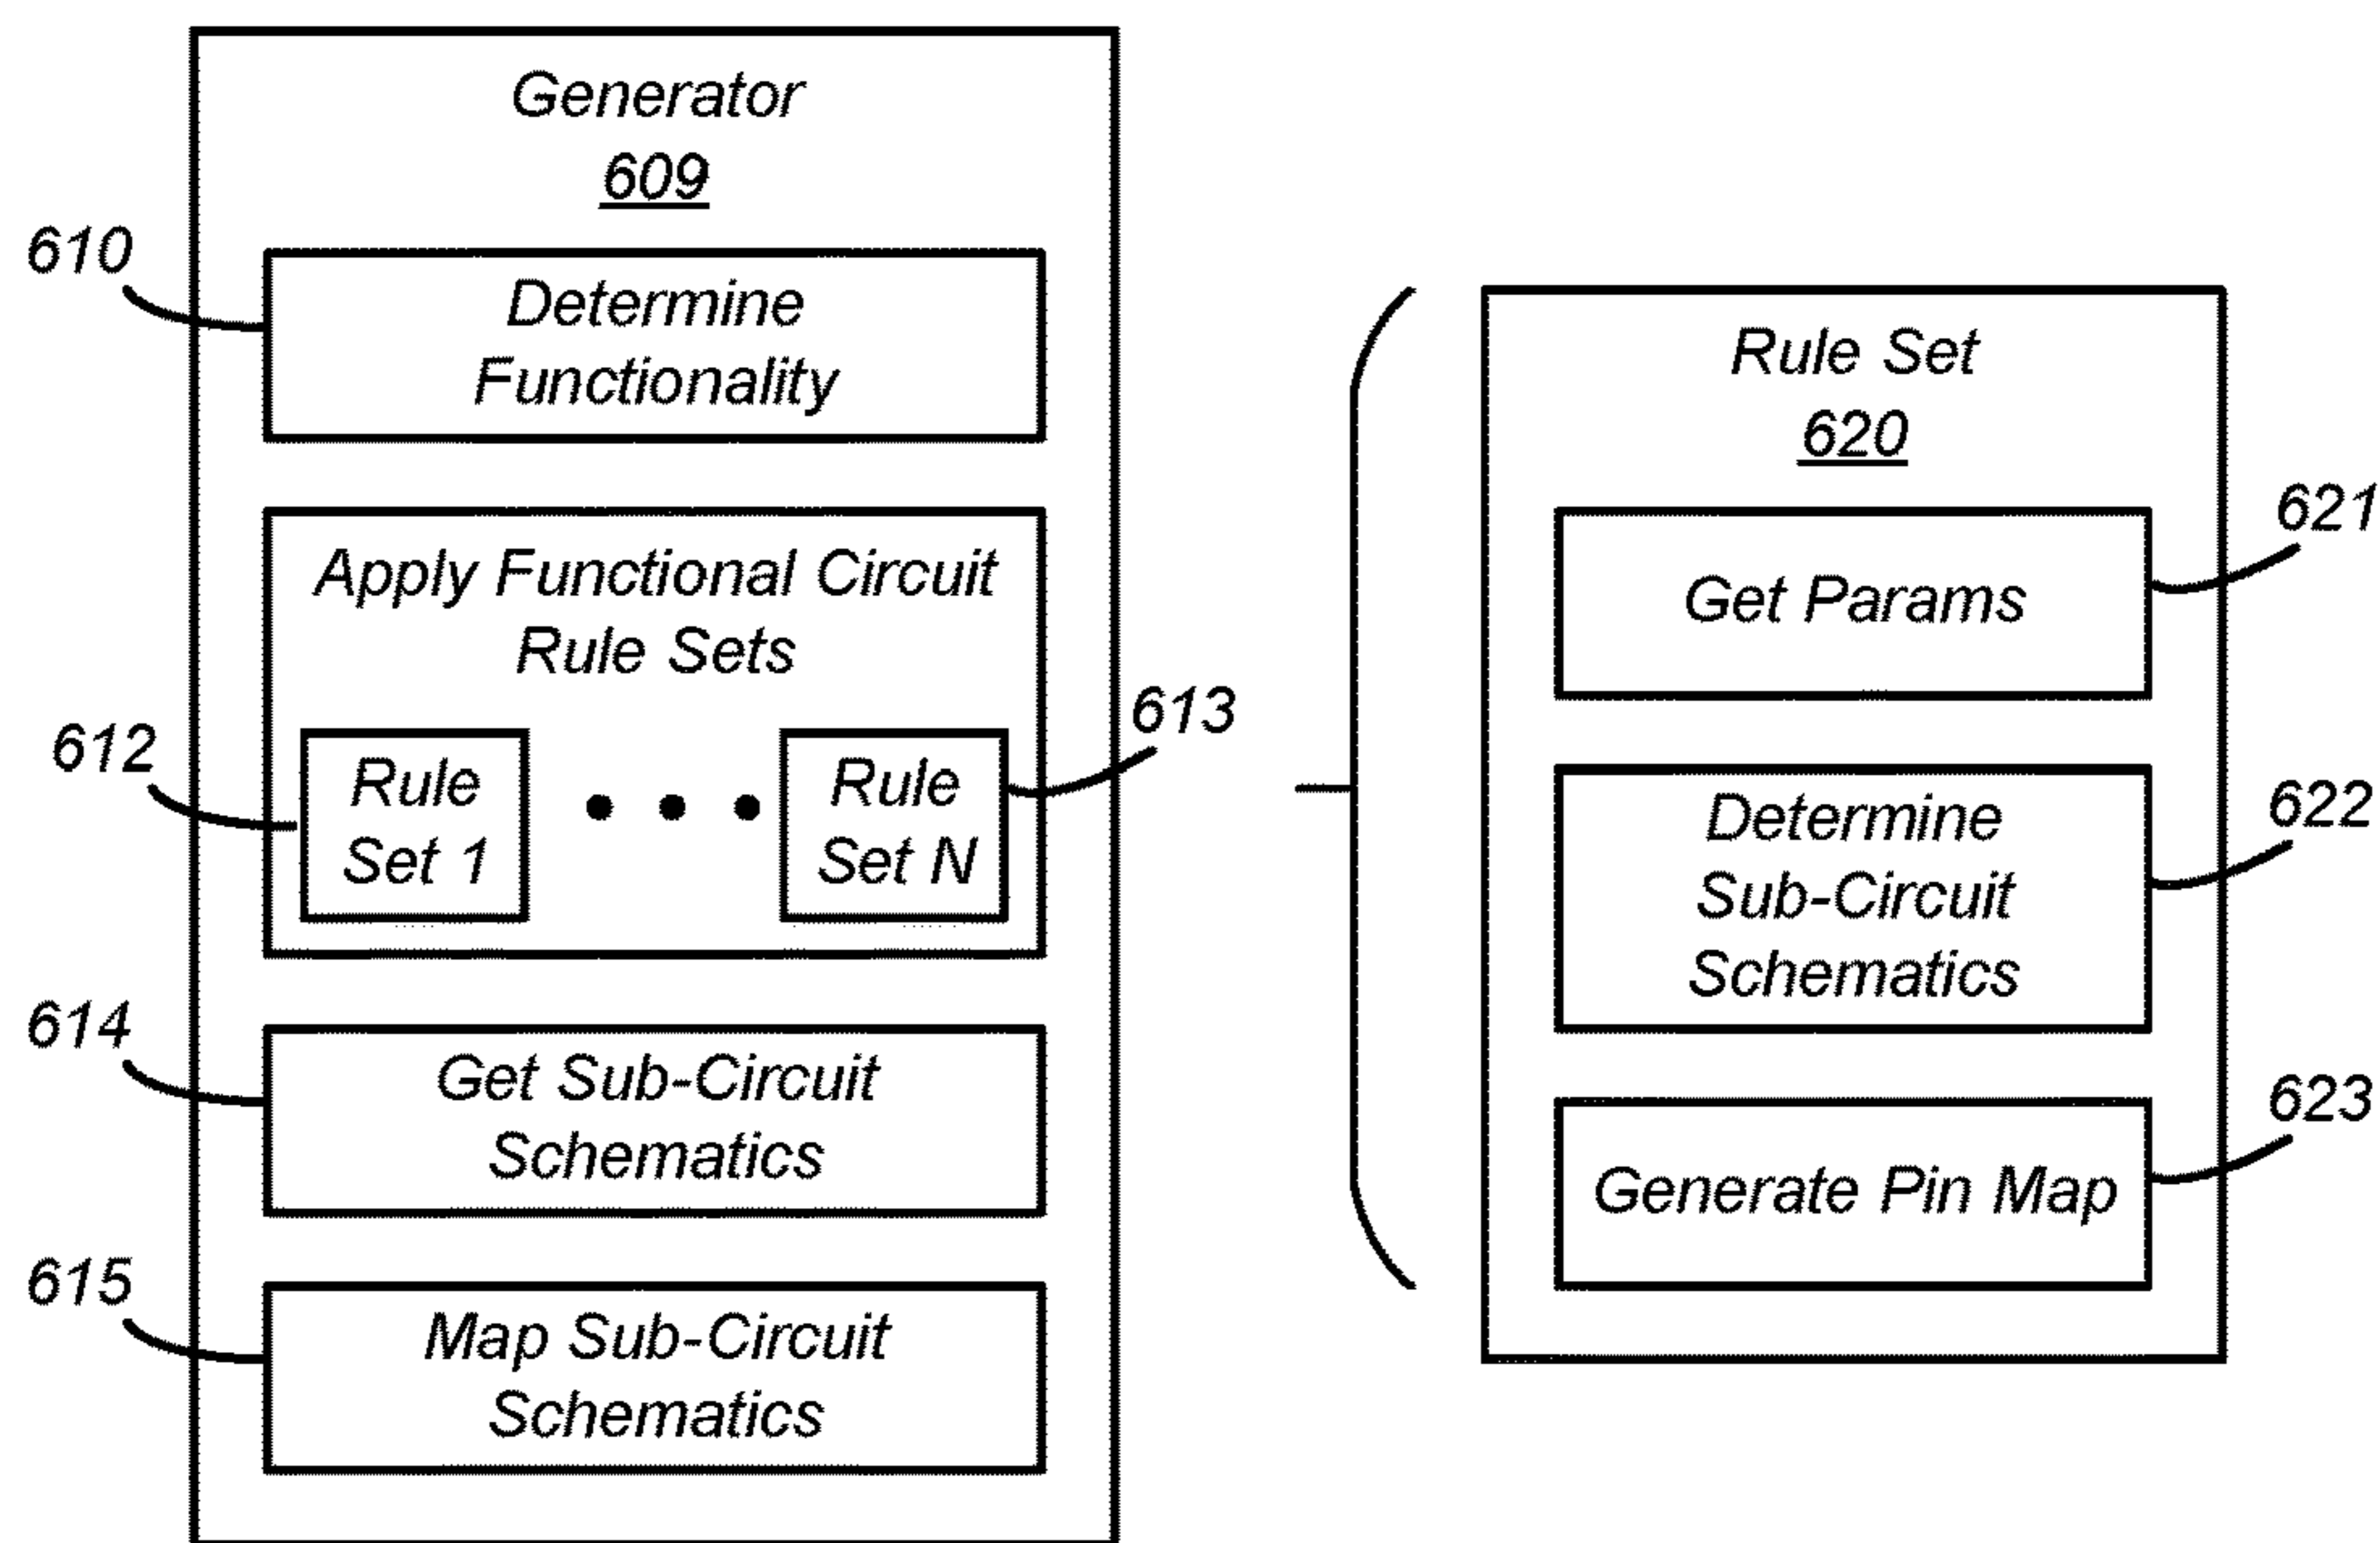 Generator
609
610
Determine
Functionality
Apply Functional Circuit
Rule Sets
612
Rule
Set 1
Rule
Set N
613
614
Get Sub-Circuit
Schematics
615
Map Sub-Circuit
Schematics
Rule Set
620
621
Get Params
622
Determine
Sub-Circuit
Schematics
623
Generate Pin Map